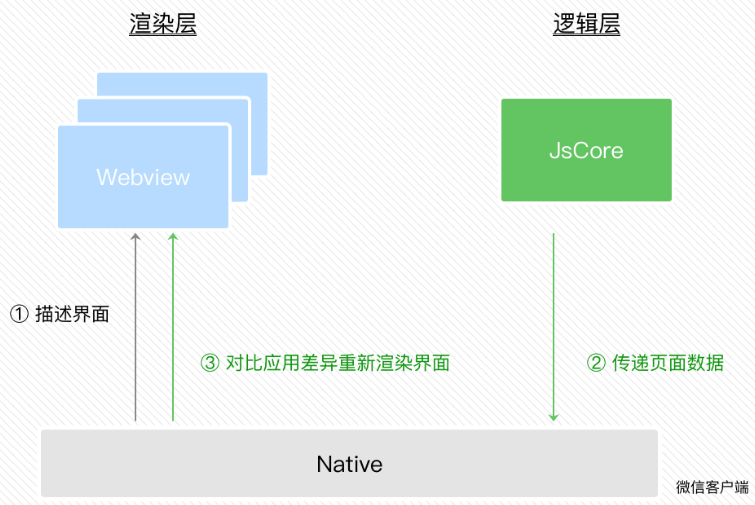 渲染层
逻辑层
Webview
JsCore
① 描述界面
③ 对比应用差异重新渲染界面
② 传递页面数据
Native
微信客户端